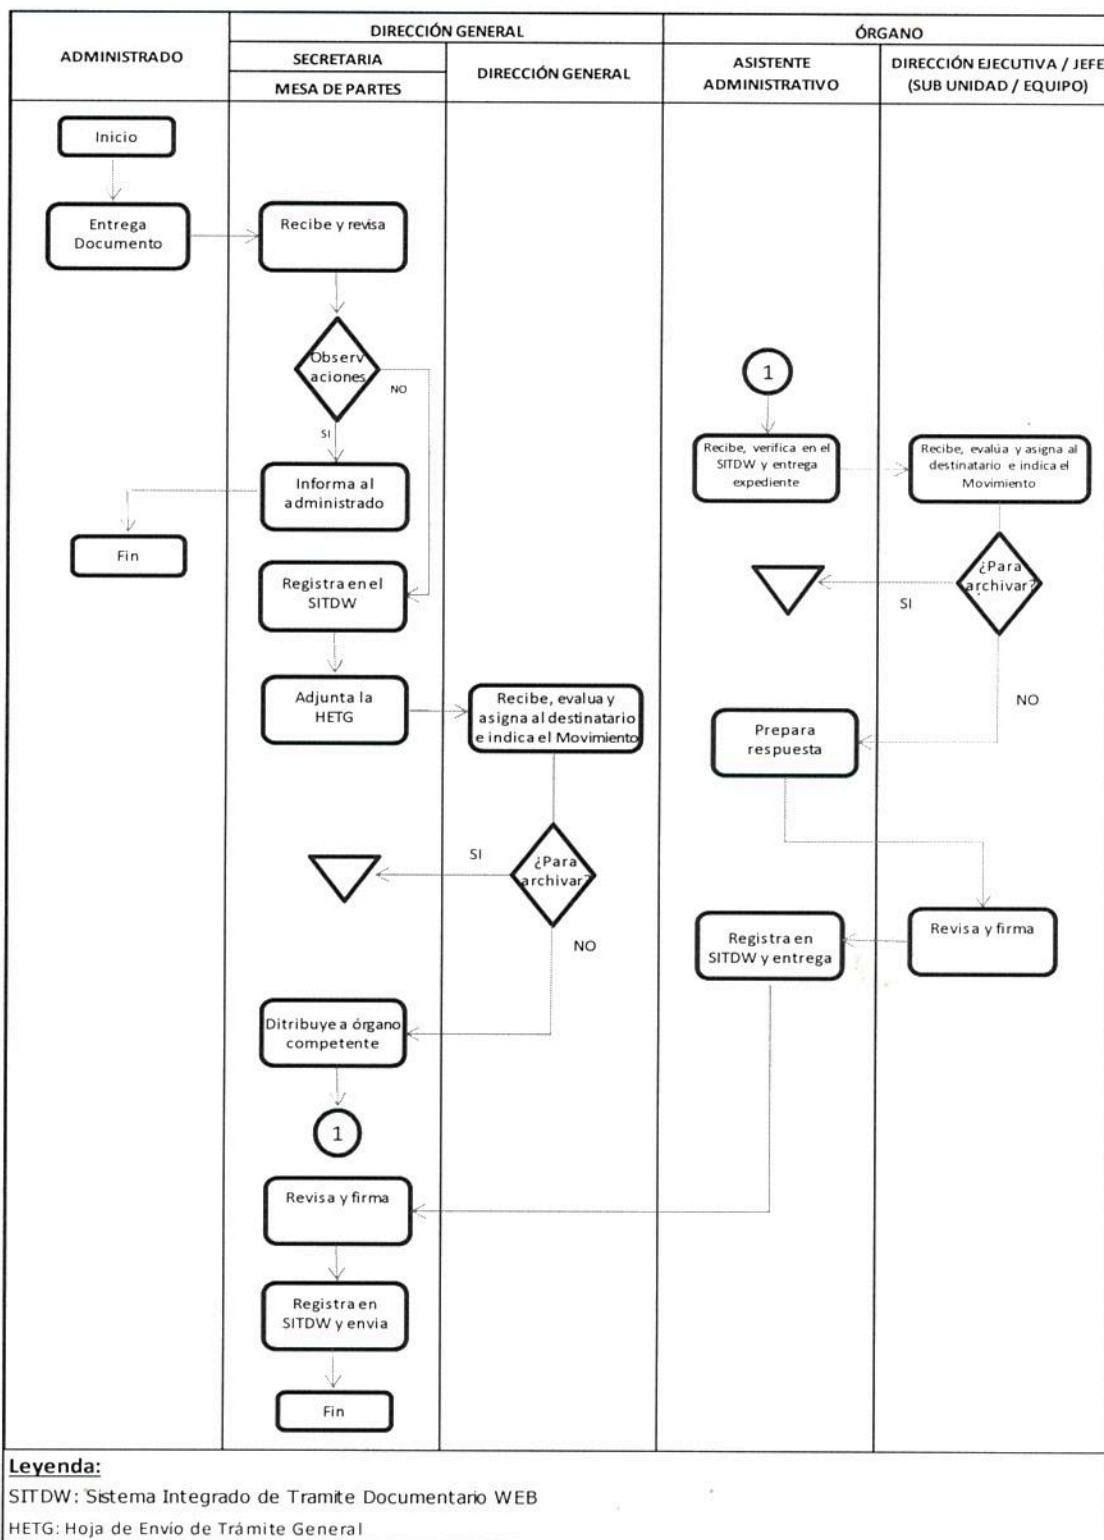 ADMINISTRADO
DIRECCIÓN GENERAL
SECRETARIA
MESA DE PARTES
DIRECCIÓN GENERAL
ÓRGANO
ASISTENTE
ADMINISTRATIVO
DIRECCIÓN EJECUTIVA / JEFE
(SUB UNIDAD / EQUIPO)
Inicio
Entrega
Documento
Recibe y revisa
Observ
aciones
NO
SI
Informa al
administrado
Fin
Registra en el
SITDW
Adjunta la
HETG
Recibe, evalua y
asigna al destinatario
e indica el Movimiento
¿Para
archivar?
SI
NO
Ditribuye a órgano
competente
1
Revisa y firma
Registra en
SITDW y envia
Fin
1
Recibe, verifica en el
SITDW y entrega
expediente
Recibe, evalúa y asigna al
destinatario e indica el
Movimiento
¿Para
archivar?
SI
NO
Prepara
respuesta
Revisa y firma
Registra en
SITDW y entrega
Leyenda:
SITDW: Sistema Integrado de Tramite Documentario WEB
HETG: Hoja de Envío de Trámite General